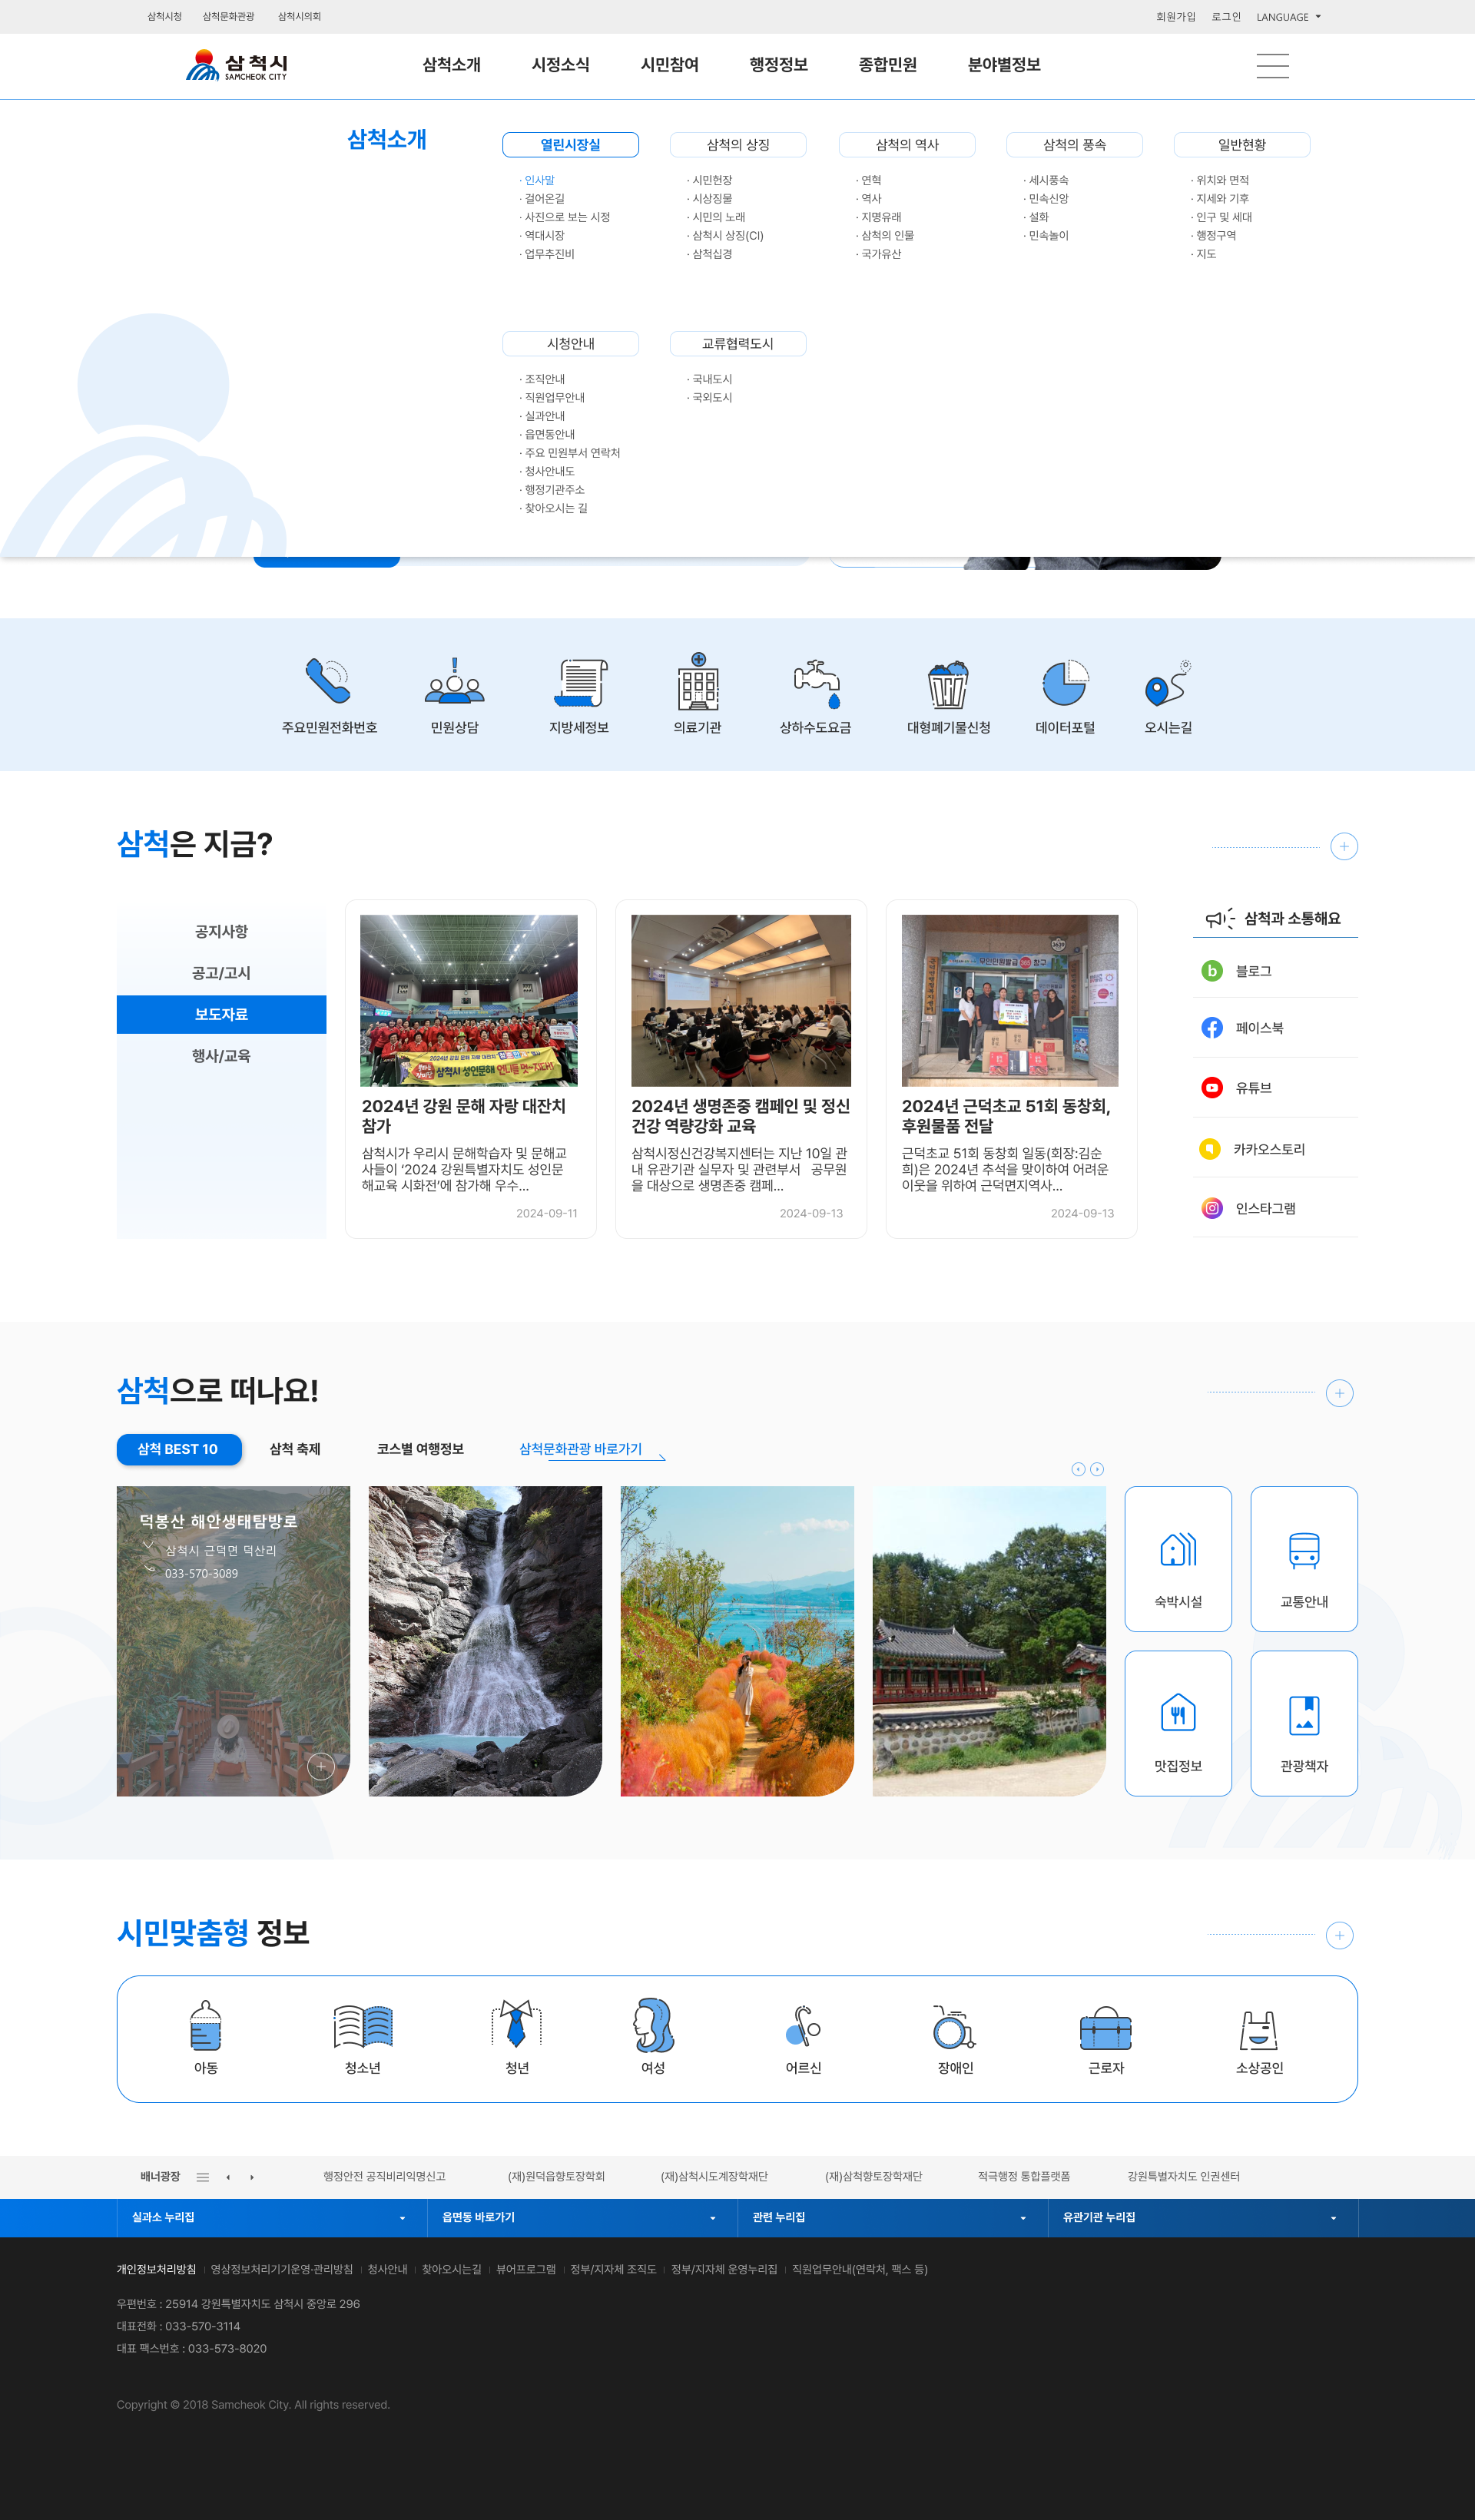 삼척시청 삼척문화관광 삼척시의회 회원가입 로그인 LANGUAGE
삼척시
SAMCHEOK CITY
삼척소개 시정소식 시민참여 행정정보 종합민원 분야별정보
삼척소개
열린시장실
· 인사말
· 걸어온길
· 사진으로 보는 시정
· 역대시장
· 업무추진비
삼척의 상징
· 시민헌장
· 시상징물
· 시민의 노래
· 삼척시 상징(CI)
· 삼척십경
삼척의 역사
· 연혁
· 역사
· 지명유래
· 삼척의 인물
· 국가유산
삼척의 풍속
· 세시풍속
· 민속신앙
· 설화
· 민속놀이
일반현황
· 위치와 면적
· 지세와 기후
· 인구 및 세대
· 행정구역
· 지도
시청안내
· 조직안내
· 직원업무안내
· 실과안내
· 읍면동안내
· 주요 민원부서 연락처
· 청사안내도
· 행정기관주소
· 찾아오시는 길
교류협력도시
· 국내도시
· 국외도시
주요민원전화번호 민원상담 지방세정보 의료기관 상하수도요금 대형폐기물신청 데이터포털 오시는길
삼척은 지금?
공지사항
공고/고시
보도자료
행사/교육
2024년 강원 문해 자랑 대잔치
삼척시 성인문해
2024년 강원 문해 자랑 대잔치
참가
삼척시가 우리시 문해학습자 및 문해교
사들이 ‘2024 강원특별자치도 성인문
해교육 시화전’에 참가해 우수...
2024-09-11
2024년 생명존중 캠페인 및 정신
건강 역량강화 교육
삼척시정신건강복지센터는 지난 10일 관
내 유관기관 실무자 및 관련부서 공무원
을 대상으로 생명존중 캠페...
2024-09-13
무인민원발급 창구
2024년 근덕초교 51회 동창회,
후원물품 전달
근덕초교 51회 동창회 일동(회장:김순
희)은 2024년 추석을 맞이하여 어려운
이웃을 위하여 근덕면지역사...
2024-09-13
삼척과 소통해요
블로그
페이스북
유튜브
카카오스토리
인스타그램
삼척으로 떠나요!
삼척 BEST 10 삼척 축제 코스별 여행정보 삼척문화관광 바로가기
덕봉산 해안생태탐방로
삼척시 근덕면 덕산리
033-570-3089
숙박시설 교통안내
맛집정보 관광책자
시민맞춤형 정보
아동 청소년 청년 여성 어르신 장애인 근로자 소상공인
배너광장 행정안전 공직비리익명신고 (재)원덕읍향토장학회 (재)삼척시도계장학재단 (재)삼척향토장학재단 적극행정 통합플랫폼 강원특별자치도 인권센터
실과소 누리집 읍면동 바로가기 관련 누리집 유관기관 누리집
개인정보처리방침 영상정보처리기기운영·관리방침 청사안내 찾아오시는길 뷰어프로그램 정부/지자체 조직도 정부/지자체 운영누리집 직원업무안내(연락처, 팩스 등)
우편번호 : 25914 강원특별자치도 삼척시 중앙로 296
대표전화 : 033-570-3114
대표 팩스번호 : 033-573-8020
Copyright © 2018 Samcheok City. All rights reserved.